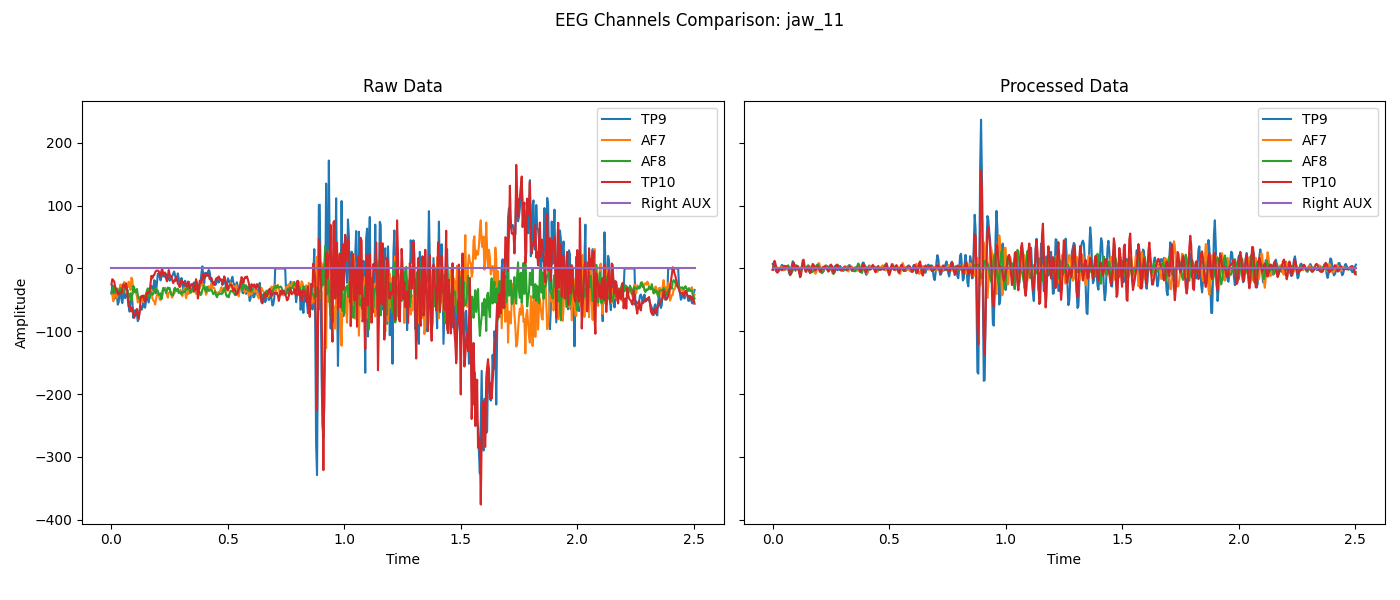 EEG Channels Comparison: jaw_11
Raw Data
Processed Data
TP9
AF7
AF8
TP10
Right AUX
TP9
AF7
AF8
TP10
Right AUX
Amplitude
200
100
0
−100
−200
−300
−400
0.0 0.5 1.0 1.5 2.0 2.5
0.0 0.5 1.0 1.5 2.0 2.5
Time
Time